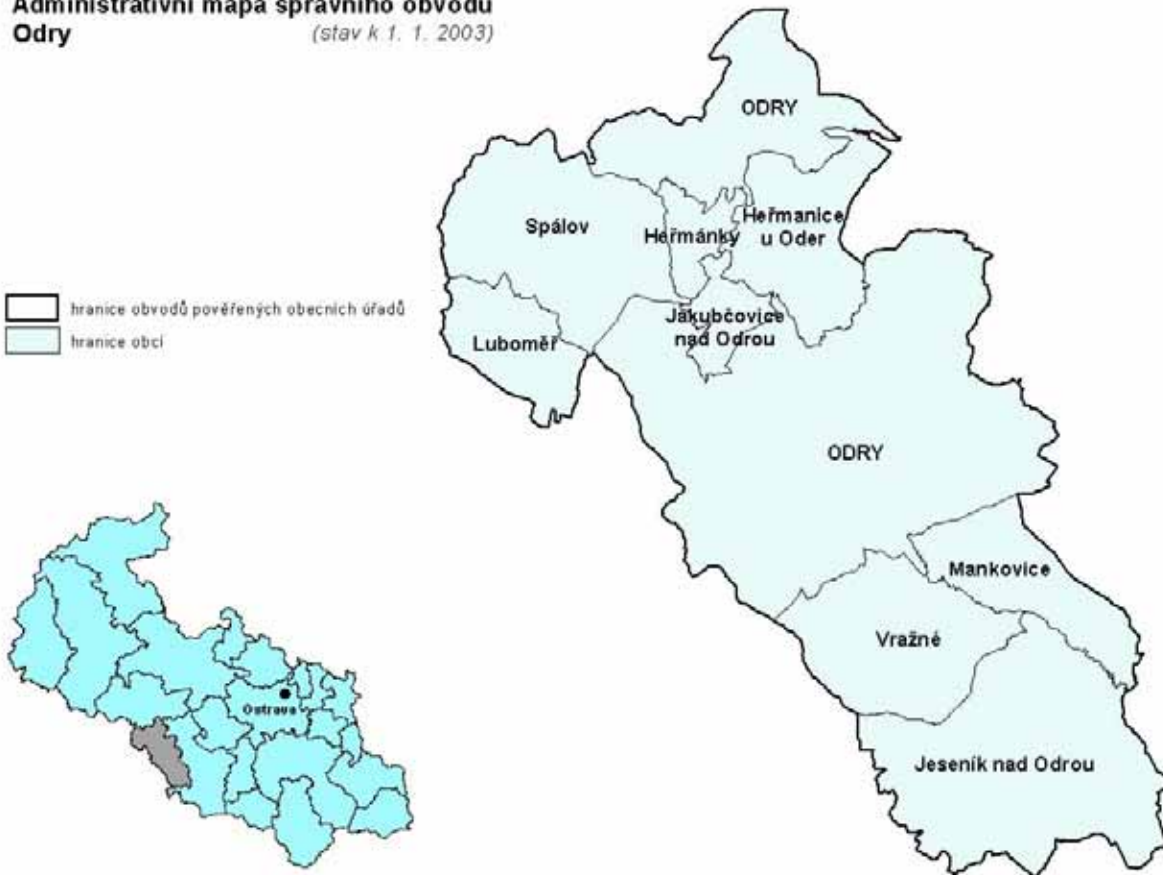 Administrativní mapa správního obvodu
Odry (stav k 1. 1. 2003)
ODRY
Heřmanice
u Oder
Spálov
Heřmánky
hranice obvodů pověřených obecních úřadů
hranice obcí
Jakubčovice
nad Odrou
Luboměř
ODRY
Mankovice
Vražné
Ostrava
Jeseník nad Odrou